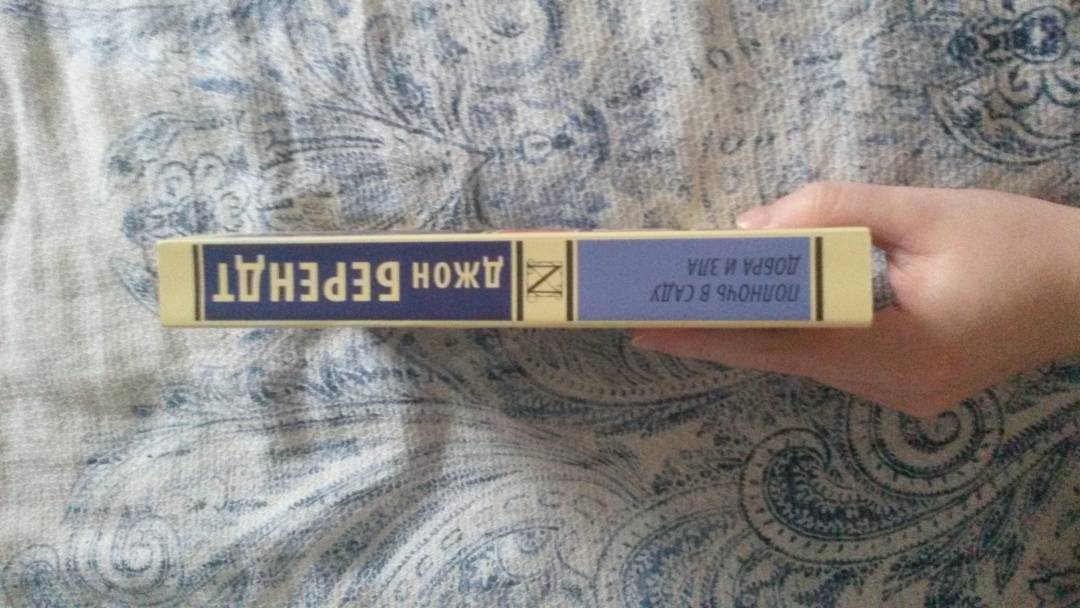 ДЖОН БЕРЕНДТ
N
ПОЛНОЧЬ В САДУ
ДОБРА И ЗЛА